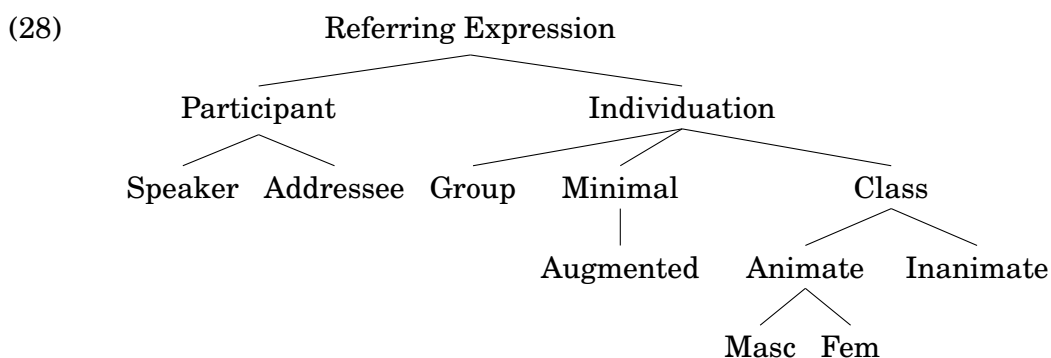 (28) Referring Expression
Participant Individuation
Speaker Addressee Group Minimal Class
Augmented Animate Inanimate
Masc Fem